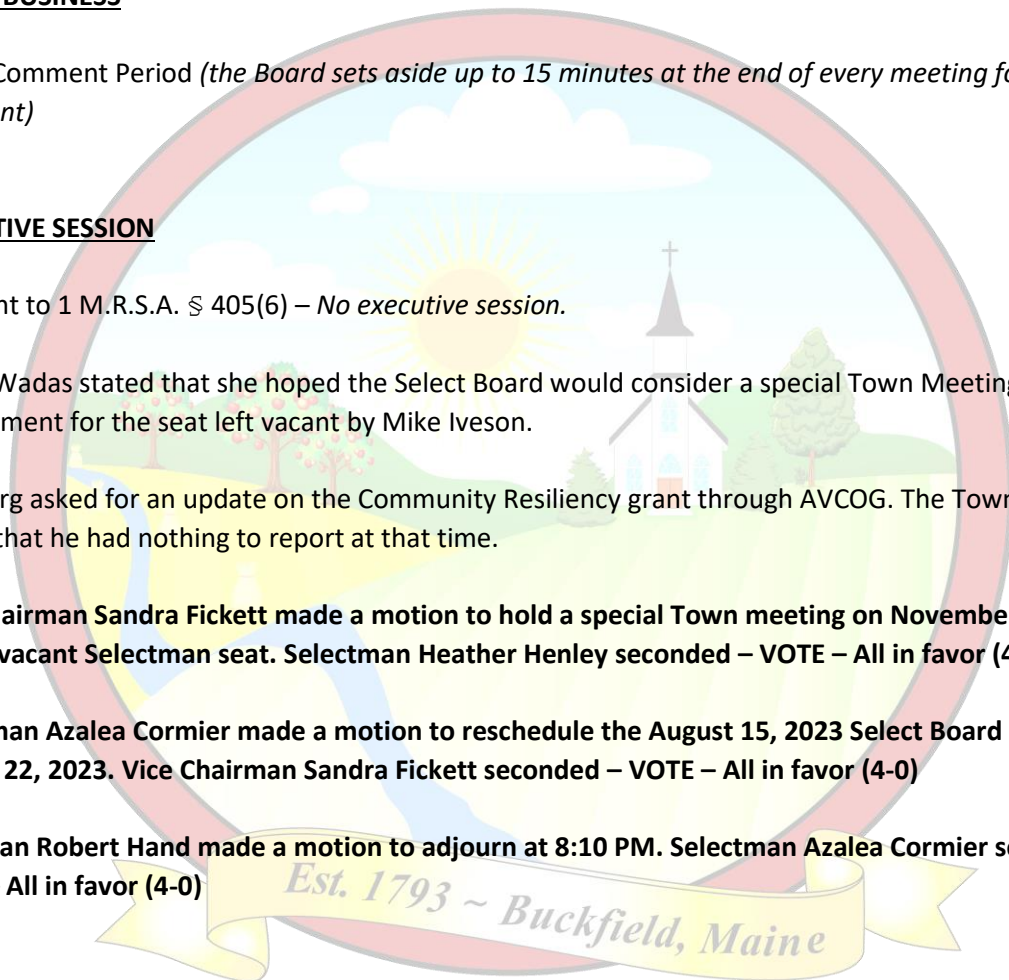 BUSINESS
Comment Period (the Board sets aside up to 15 minutes at the end of every meeting fo
nt)
TIVE SESSION
nt to 1 M.R.S.A. § 405(6) – No executive session.
Wadas stated that she hoped the Select Board would consider a special Town Meeting
ment for the seat left vacant by Mike Iveson.
rg asked for an update on the Community Resiliency grant through AVCOG. The Town
that he had nothing to report at that time.
airman Sandra Fickett made a motion to hold a special Town meeting on Novembe
vacant Selectman seat. Selectman Heather Henley seconded – VOTE – All in favor (4
man Azalea Cormier made a motion to reschedule the August 15, 2023 Select Board
22, 2023. Vice Chairman Sandra Fickett seconded – VOTE – All in favor (4-0)
an Robert Hand made a motion to adjourn at 8:10 PM. Selectman Azalea Cormier se
All in favor (4-0)
Est. 1793 ~ Buckfield, Maine